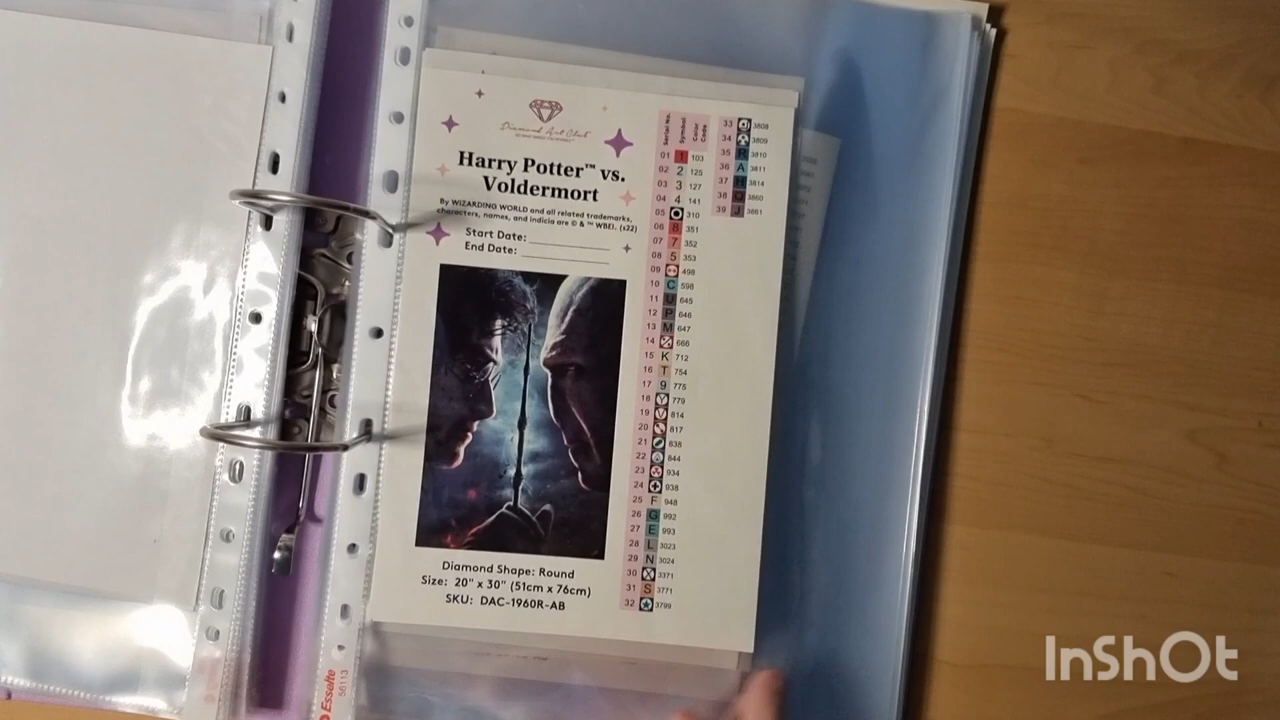 Diamond Art Club
Harry Potter™ vs.
Voldermort
By WIZARDING WORLD and all related trademarks,
characters, names, and indicia are © & ™ WBEI. (s22)
Start Date:
End Date:
Diamond Shape: Round
Size: 20" x 30" (51cm x 76cm)
SKU: DAC-1960R-AB
Serial No. Symbol Color Code
01 1 103
02 2 125
03 3 127
04 4 141
05 310
06 8 351
07 7 352
08 5 353
09 498
10 C 598
11 U 645
12 P 646
13 M 647
14 666
15 K 712
16 T 754
17 9 775
18 Y 779
19 V 814
20 817
21 838
22 844
23 934
24 938
25 F 948
26 G 992
27 E 993
28 L 3023
29 N 3024
30 X 3371
31 S 3771
32 3799
33 3808
34 3809
35 R 3810
36 A 3811
37 H 3814
38 3860
39 J 3861
Esselte
56113
InShOt